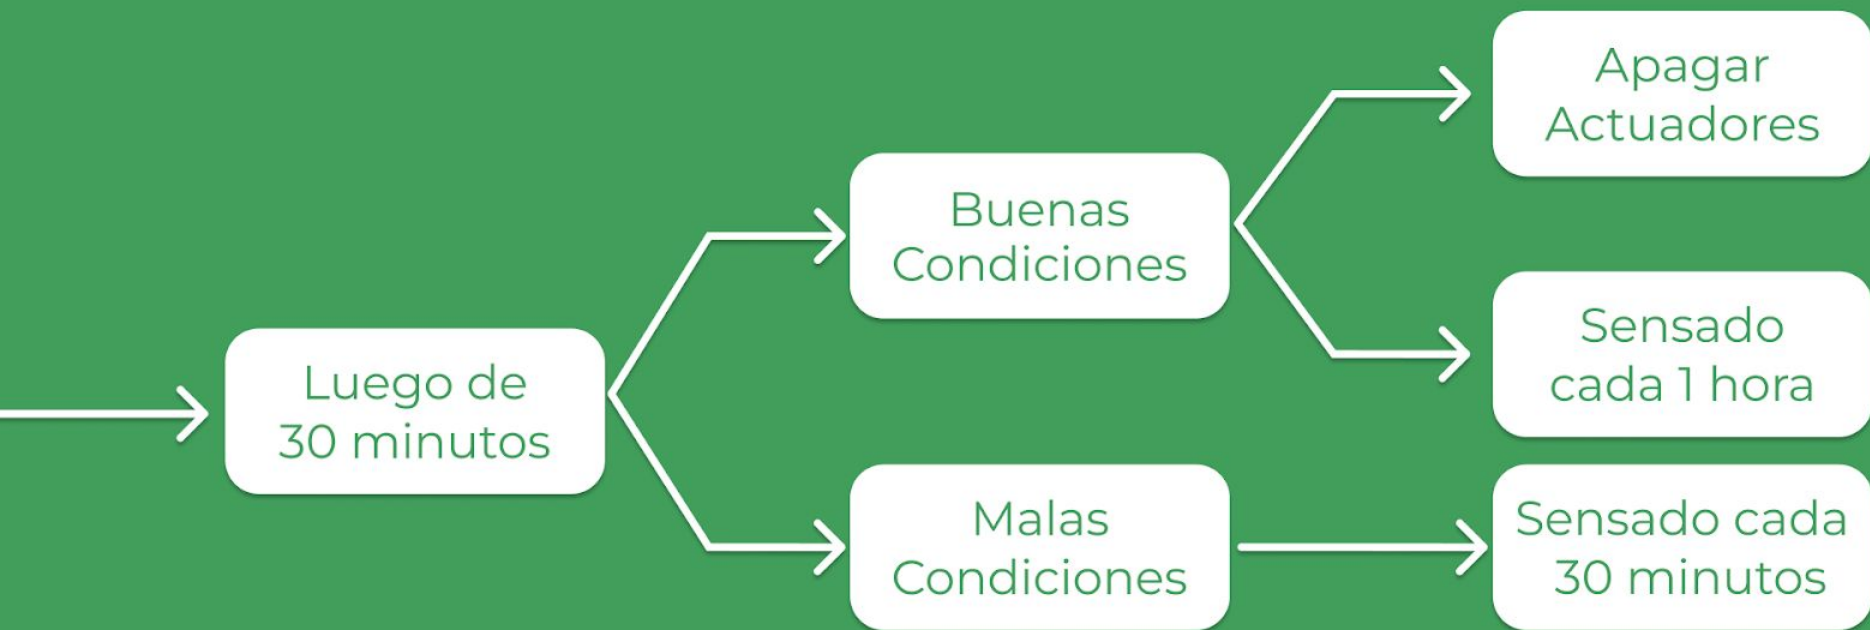 Luego de
30 minutos
Buenas
Condiciones
Malas
Condiciones
Apagar
Actuadores
Sensado
cada 1 hora
Sensado cada
30 minutos